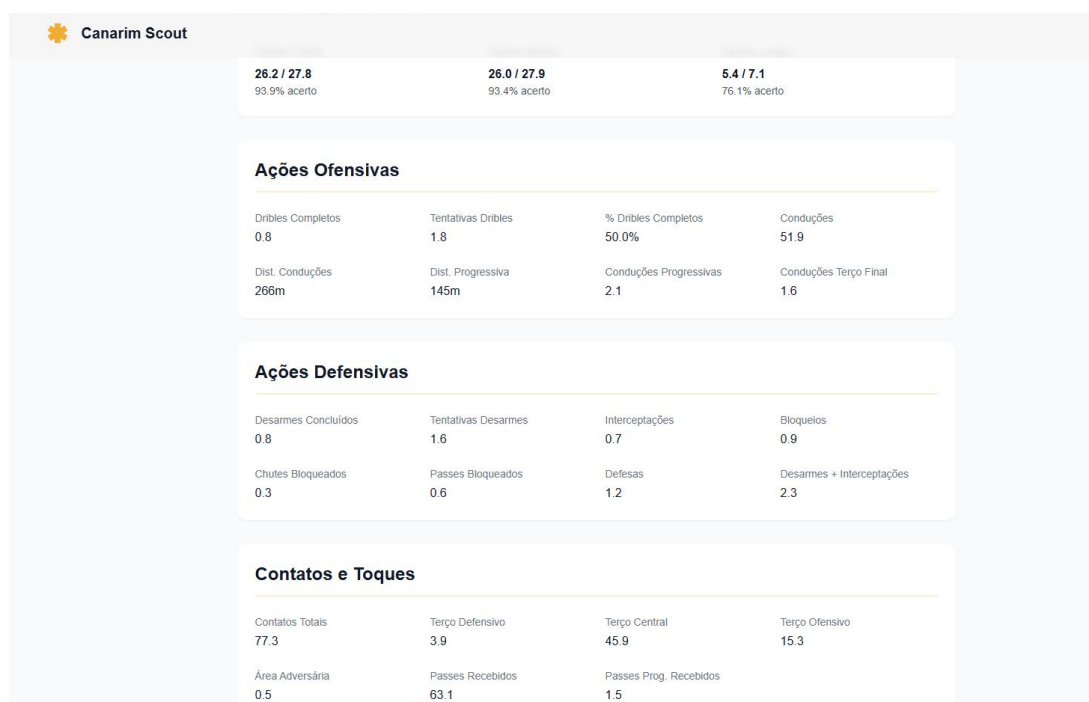 Canarim Scout
26.2 / 27.8 26.0 / 27.9 5.4 / 7.1
93.9% acerto 93.4% acerto 76.1% acerto
Ações Ofensivas
Dribles Completos Tentativas Dribles % Dribles Completos Conduções
0.8 1.8 50.0% 51.9
Dist. Conduções Dist. Progressiva Conduções Progressivas Conduções Terço Final
266m 145m 2.1 1.6
Ações Defensivas
Desarmes Concluídos Tentativas Desarmes Interceptações Bloqueios
0.8 1.6 0.7 0.9
Chutes Bloqueados Passes Bloqueados Defesas Desarmes + Interceptações
0.3 0.6 1.2 2.3
Contatos e Toques
Contatos Totais Terço Defensivo Terço Central Terço Ofensivo
77.3 3.9 45.9 15.3
Área Adversária Passes Recebidos Passes Prog. Recebidos
0.5 63.1 1.5